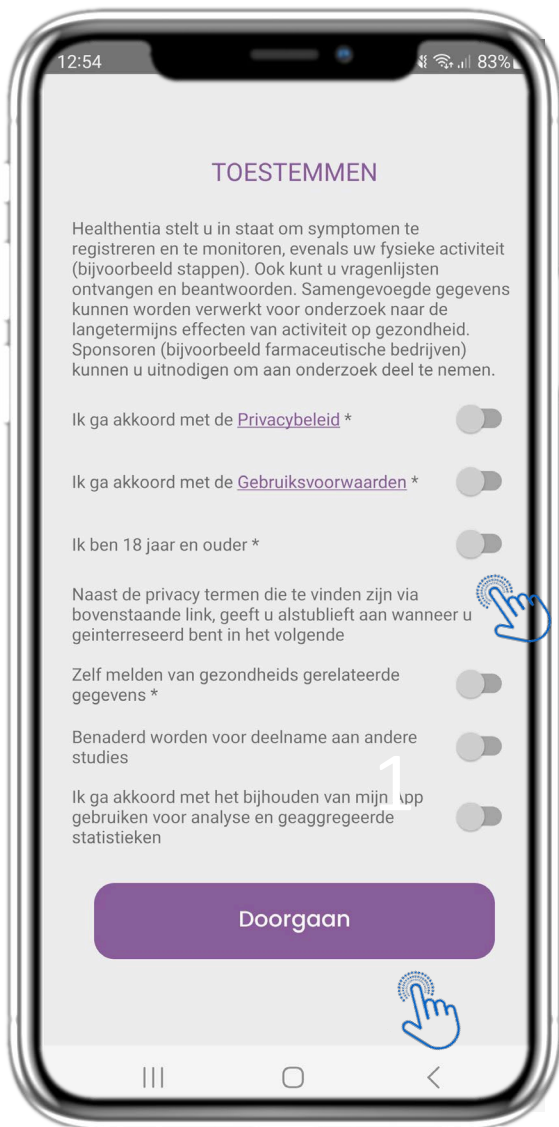 12:54
83%
TOESTEMMEN
Healthentia stelt u in staat om symptomen te
registreren en te monitoren, evenals uw fysieke activiteit
(bijvoorbeeld stappen). Ook kunt u vragenlijsten
ontvangen en beantwoorden. Samengevoegde gegevens
kunnen worden verwerkt voor onderzoek naar de
langetermijns effecten van activiteit op gezondheid.
Sponsoren (bijvoorbeeld farmaceutische bedrijven)
kunnen u uitnodigen om aan onderzoek deel te nemen.
Ik ga akkoord met de Privacybeleid *
Ik ga akkoord met de Gebruiksvoorwaarden *
Ik ben 18 jaar en ouder *
Naast de privacy termen die te vinden zijn via
bovenstaande link, geeft u alstublieft aan wanneer u
geinterreseerd bent in het volgende
Zelf melden van gezondheids gerelateerde
gegevens *
Benaderd worden voor deelname aan andere
studies
1
Ik ga akkoord met het bijhouden van mijn App
gebruiken voor analyse en geaggregeerde
statistieken
Doorgaan